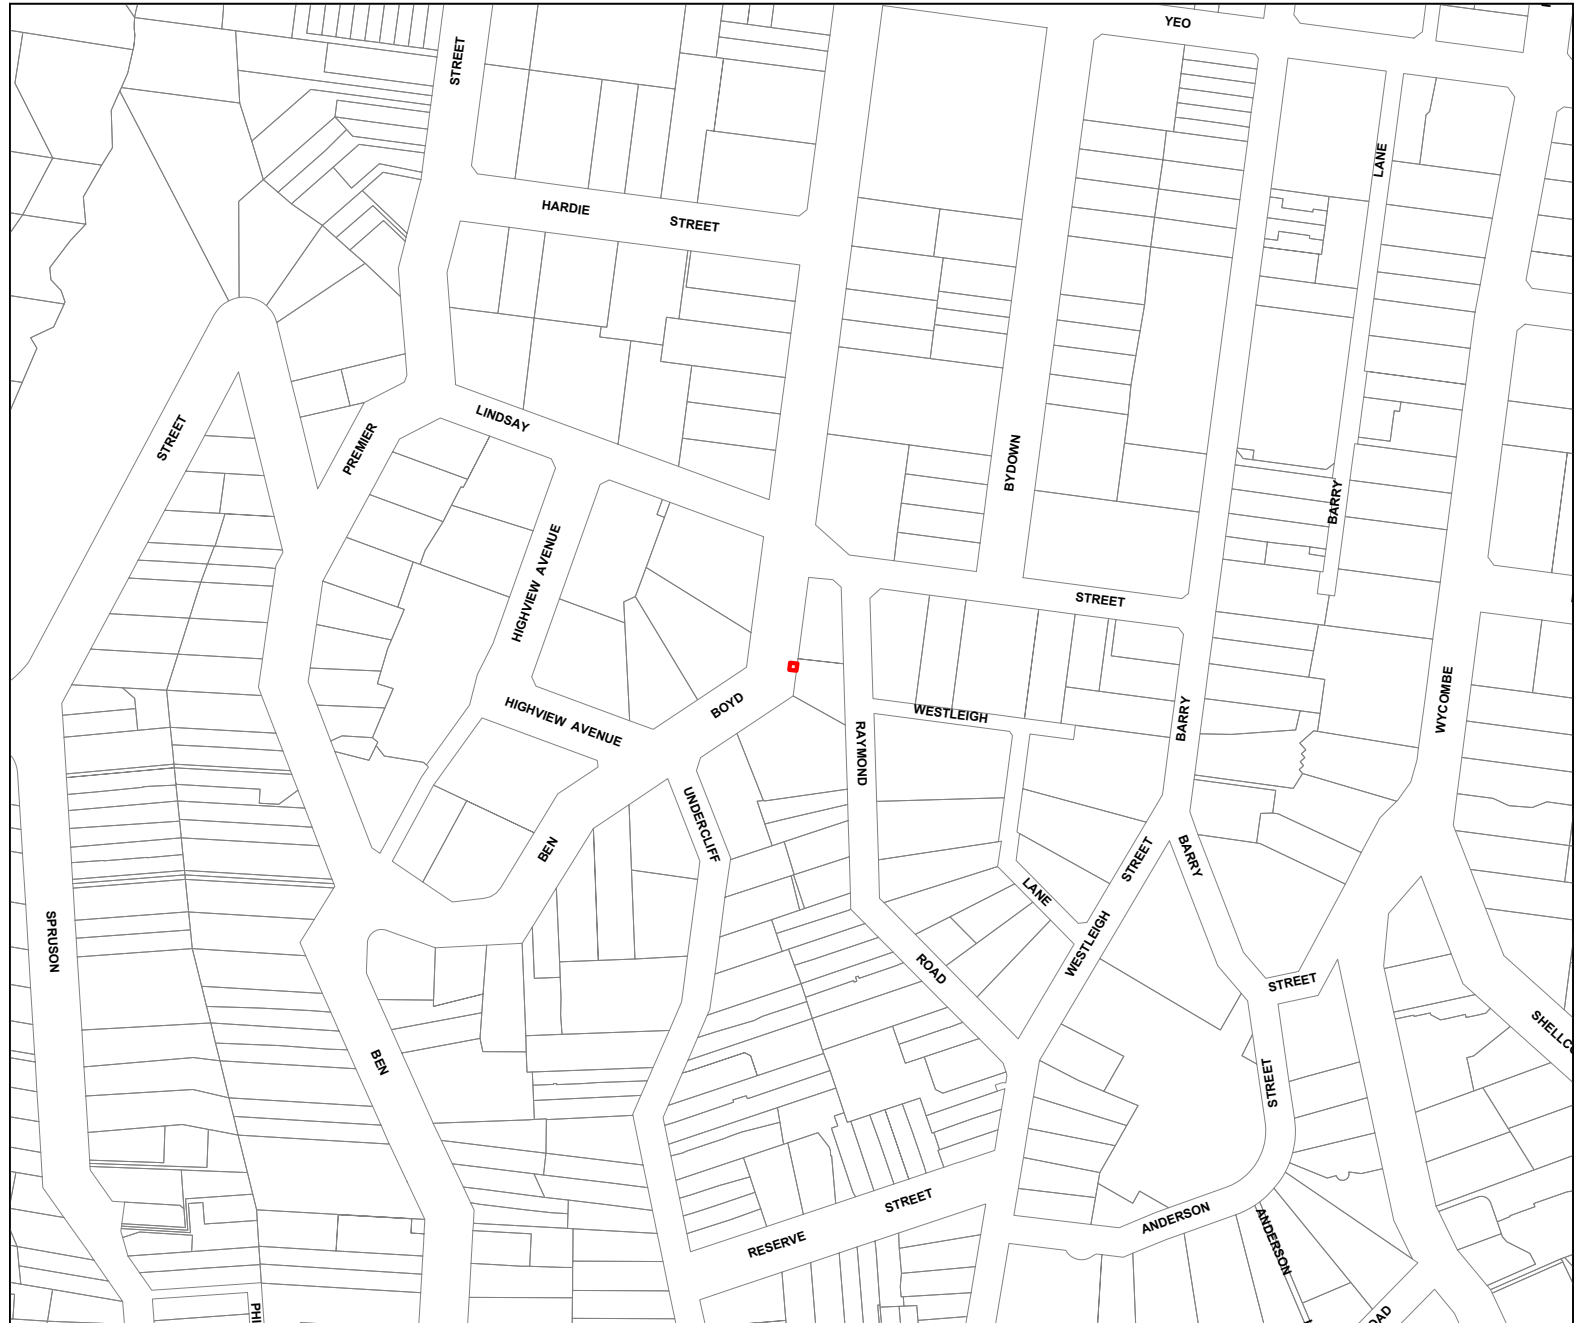 YEO
STREET
LANE
HARDIE
STREET
LINDSAY
STREET
PREMIER
BYDOWN
BARRY
HIGHVIEW AVENUE
STREET
WYCOMBE
BOYD
HIGHVIEW AVENUE
WESTLEIGH
BARRY
RAYMOND
UNDERCLIFF
BEN
STREET
BARRY
LANE
SPRUSON
WESTLEIGH
ROAD
STREET
SHELLCO
BEN
STREET
STREET
RESERVE
ANDERSON
ANDERSON
PHI
OAD